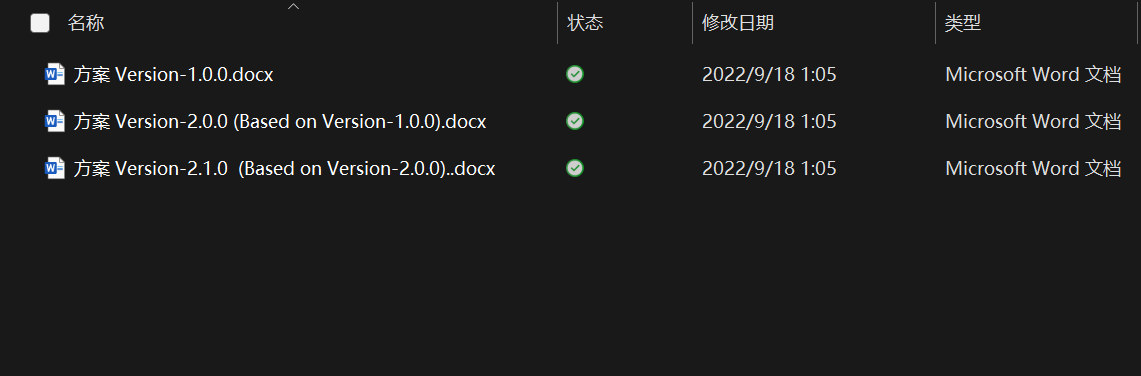 名称 状态 修改日期 类型
方案 Version-1.0.0.docx 2022/9/18 1:05 Microsoft Word 文档
方案 Version-2.0.0 (Based on Version-1.0.0).docx 2022/9/18 1:05 Microsoft Word 文档
方案 Version-2.1.0  (Based on Version-2.0.0)..docx 2022/9/18 1:05 Microsoft Word 文档